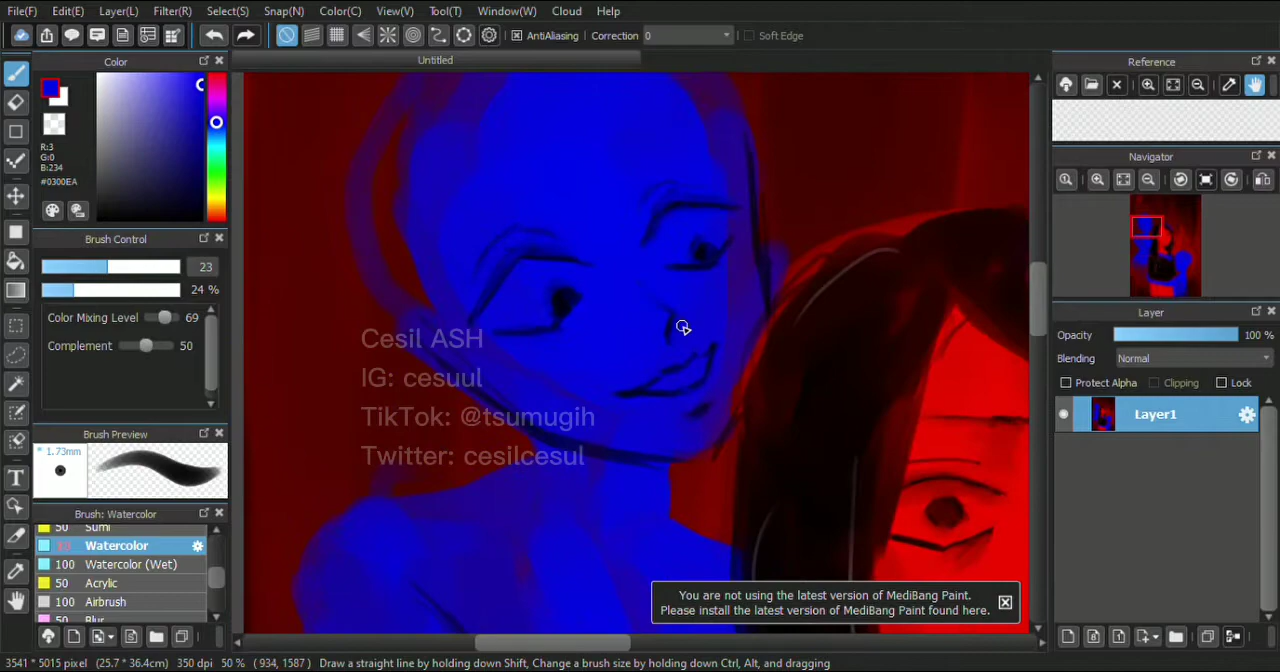 File(F) Edit(E) Layer(L) Filter(R) Select(S) Snap(N) Color(C) View(V) Tool(T) Window(W) Cloud Help
AntiAliasing Correction 0 Soft Edge
Color
Untitled
Reference
R:3
G:0
B:234
#0300EA
Navigator
Brush Control
23
24 %
Color Mixing Level 69
Complement 50
Layer
Opacity 100 %
Blending Normal
Protect Alpha Clipping Lock
Layer1
Cesil ASH
IG: cesuul
TikTok: @tsumugih
Twitter: cesilcesul
Brush Preview
* 1.73mm
Brush: Watercolor
50 Sumi
Watercolor
100 Watercolor (Wet)
50 Acrylic
100 Airbrush
50 Blur
You are not using the latest version of MediBang Paint.
Please install the latest version of MediBang Paint found here.
3541 * 5015 pixel (25.7 * 36.4cm) 350 dpi 50 % (934, 1587) Draw a straight line by holding down Shift, Change a brush size by holding down Ctrl, Alt, and dragging